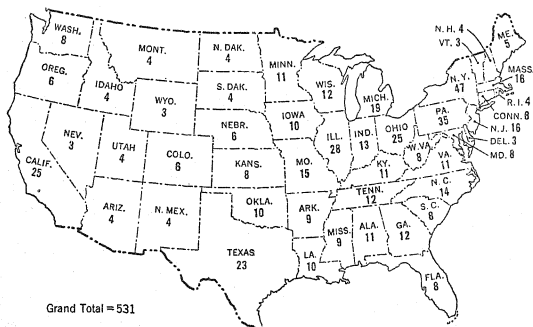 WASH.
8
MONT.
4
N. DAK.
4
MINN.
11
N. H. 4
VT. 3
ME.
5
OREG.
6
IDAHO
4
WYO.
3
S. DAK.
4
WIS.
12
MICH.
19
N.Y.
47
MASS.
16
R.I. 4
CONN. 8
NEBR.
6
IOWA
10
PA.
35
N. J. 16
DEL. 3
MD. 8
NEV.
3
UTAH
4
COLO.
6
KANS.
8
MO.
15
ILL.
28
IND.
13
OHIO
25
W.VA.
8
VA.
11
KY.
11
CALIF.
25
ARIZ.
4
N. MEX.
4
OKLA.
10
ARK.
9
TENN.
12
N. C.
14
S. C.
8
TEXAS
23
LA.
10
MISS.
9
ALA.
11
GA.
12
FLA.
8
Grand Total = 531